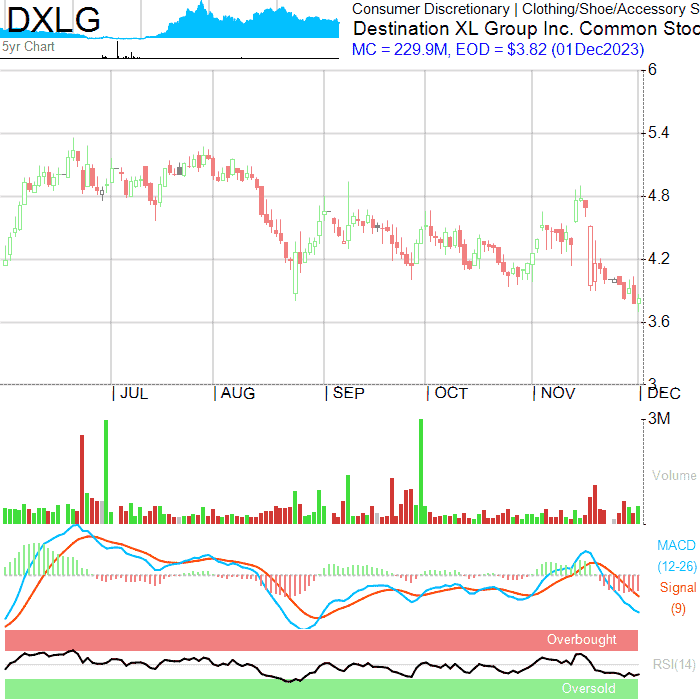 DXLG
5yr Chart
Consumer Discretionary | Clothing/Shoe/Accessory S
Destination XL Group Inc. Common Stoc
MC = 229.9M, EOD = $3.82 (01Dec2023)
6
5.4
4.8
4.2
3.6
3
JUL
AUG
SEP
OCT
NOV
DEC
3M
Volume
MACD
(12-26)
Signal
(9)
Overbought
RSI(14)
Oversold